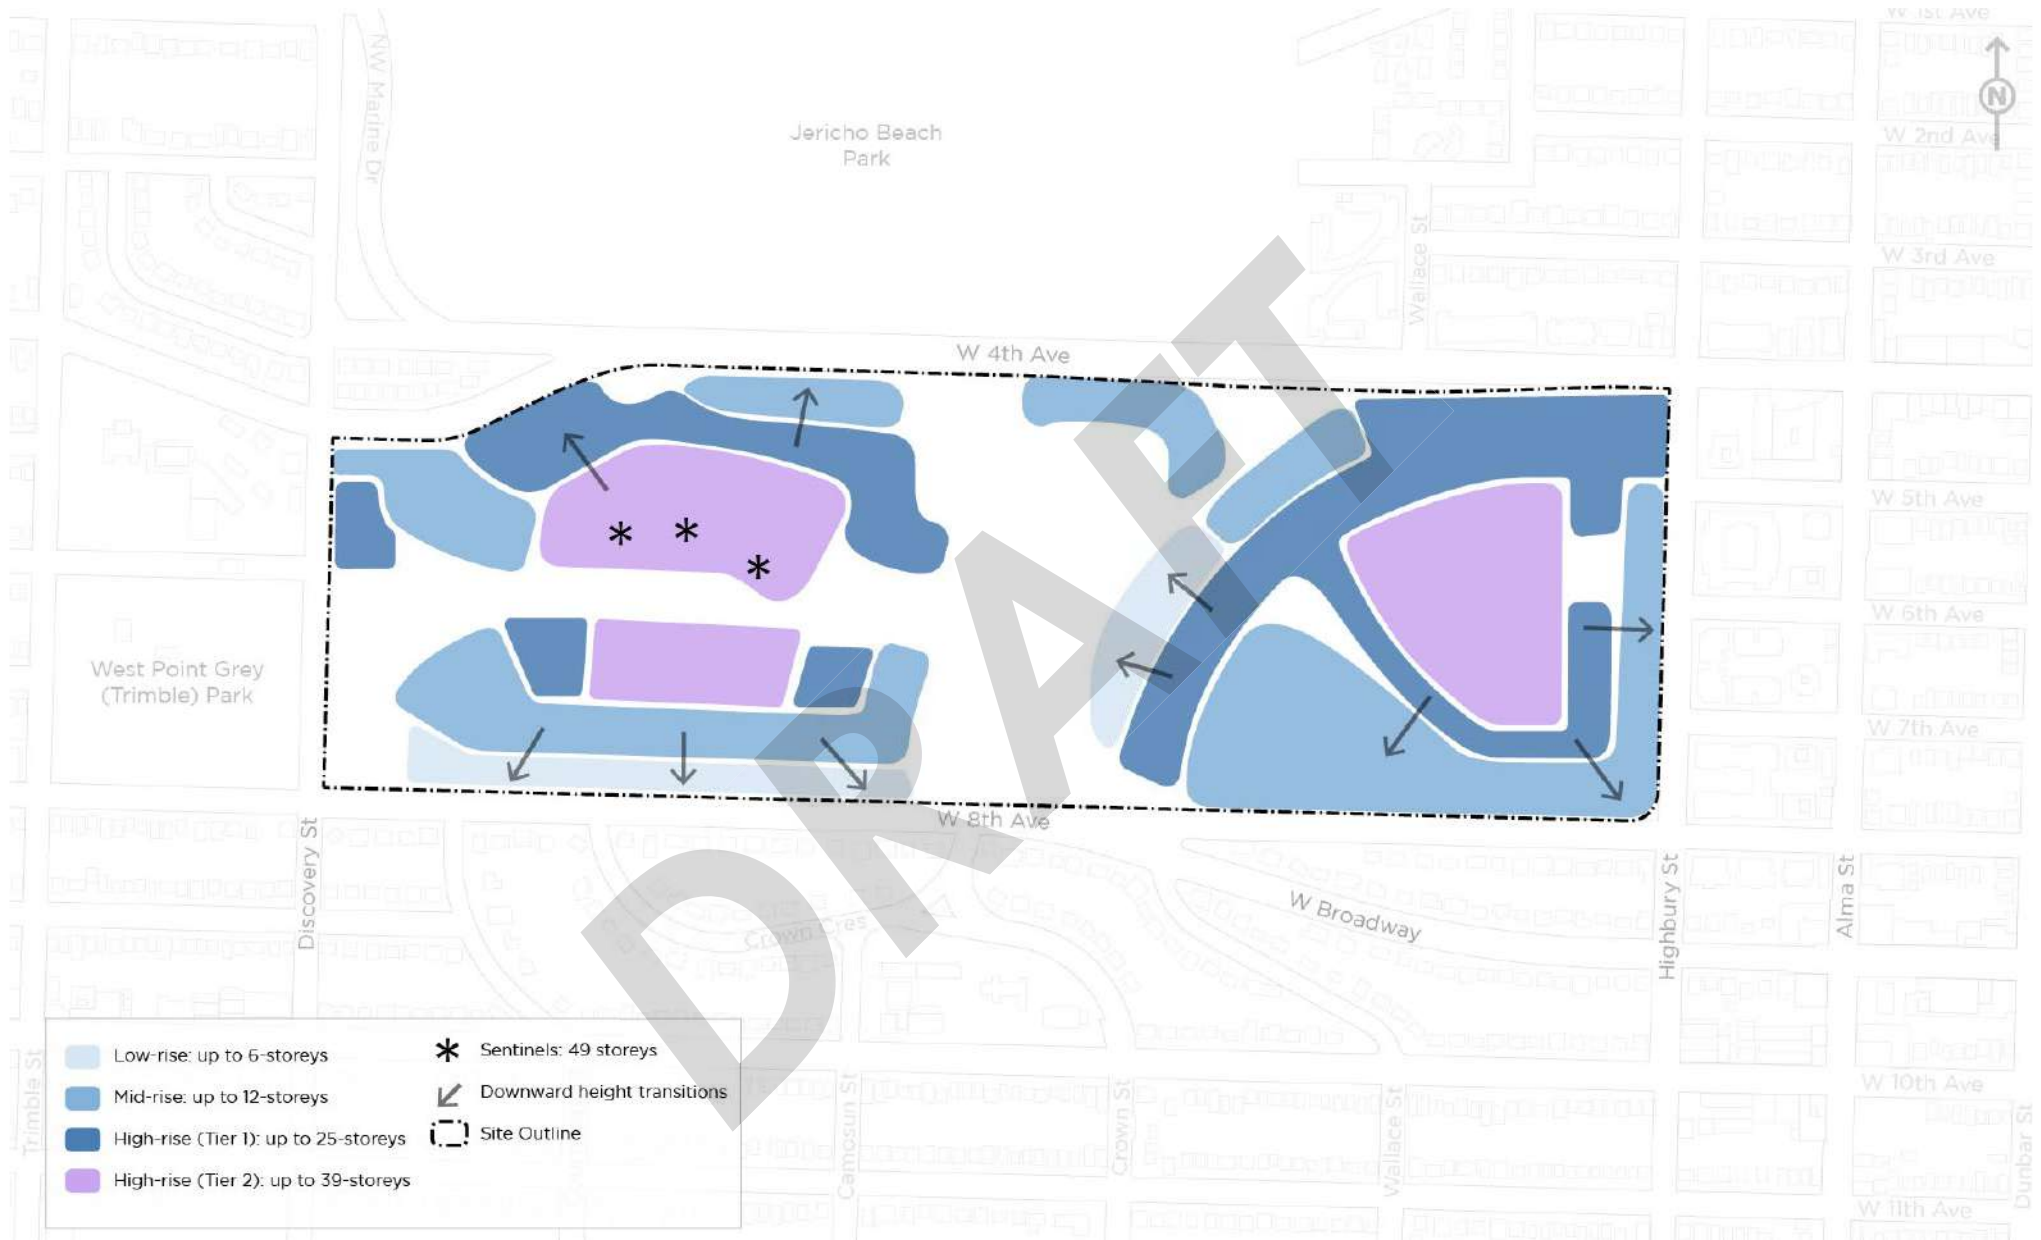 W 1st Ave
N
NW Marine Dr
Jericho Beach
Park
W 2nd Ave
Wallace St
W 3rd Ave
W 4th Ave
W 5th Ave
W 6th Ave
West Point Grey
(Trimble) Park
W 7th Ave
W 8th Ave
DRAFT
Discovery St
Crown Cres
W Broadway
Highbury St
Alma St
Trimble St
Camosun St
Crown St
Wallace St
W 10th Ave
Dunbar St
W 11th Ave
Low-rise: up to 6-storeys
Mid-rise: up to 12-storeys
High-rise (Tier 1): up to 25-storeys
High-rise (Tier 2): up to 39-storeys
Sentinels: 49 storeys
Downward height transitions
Site Outline